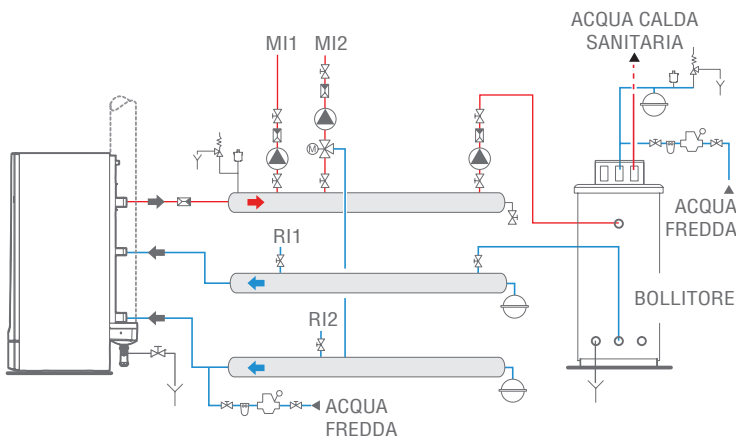 ACQUA CALDA
SANITARIA
MI1
MI2
M
ACQUA
FREDDA
RI1
BOLLITORE
RI2
ACQUA
FREDDA